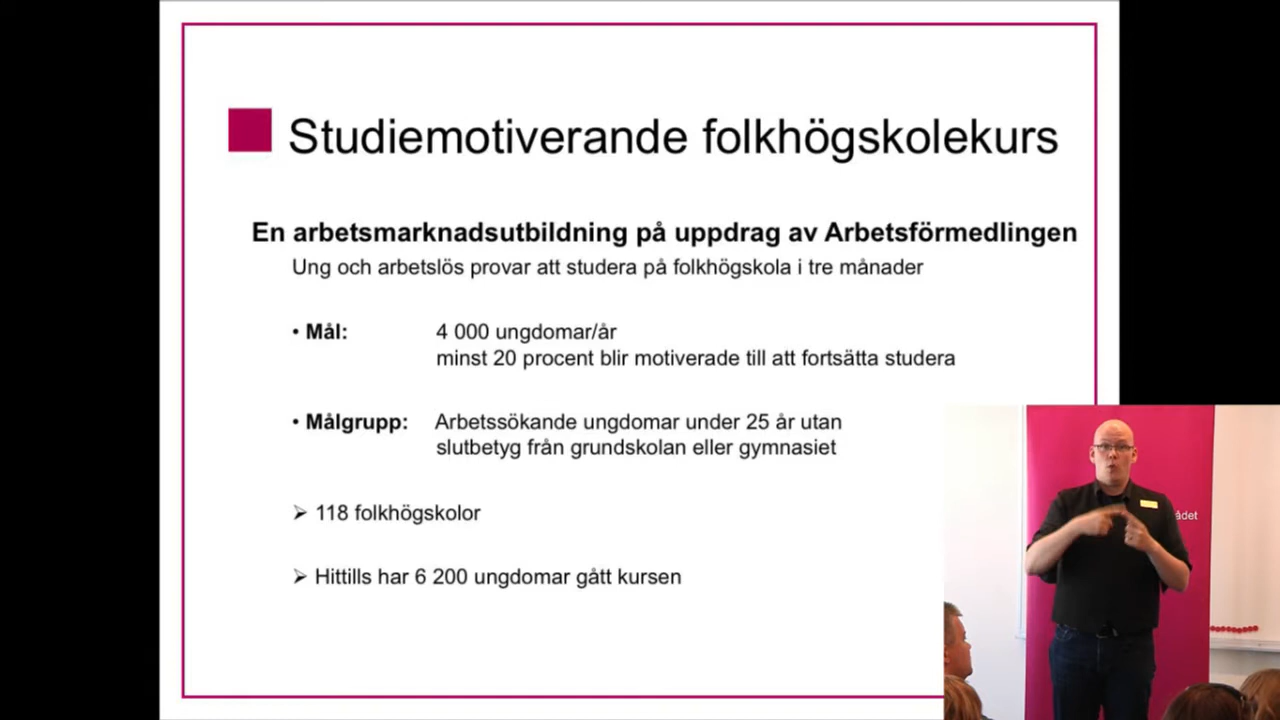 Studiemotiverande folkhögskolekurs
En arbetsmarknadsutbildning på uppdrag av Arbetsförmedlingen
Ung och arbetslös provar att studera på folkhögskola i tre månader
• Mål: 4 000 ungdomar/år
minst 20 procent blir motiverade till att fortsätta studera
• Målgrupp: Arbetssökande ungdomar under 25 år utan
slutbetyg från grundskolan eller gymnasiet
➢ 118 folkhögskolor
➢ Hittills har 6 200 ungdomar gått kursen
ådet